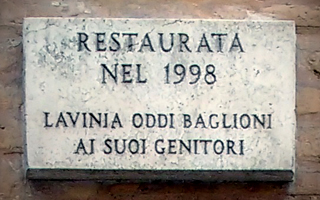 RESTAURATA
NEL 1998
LAVINIA ODDI BAGLIONI
AI SUOI GENITORI